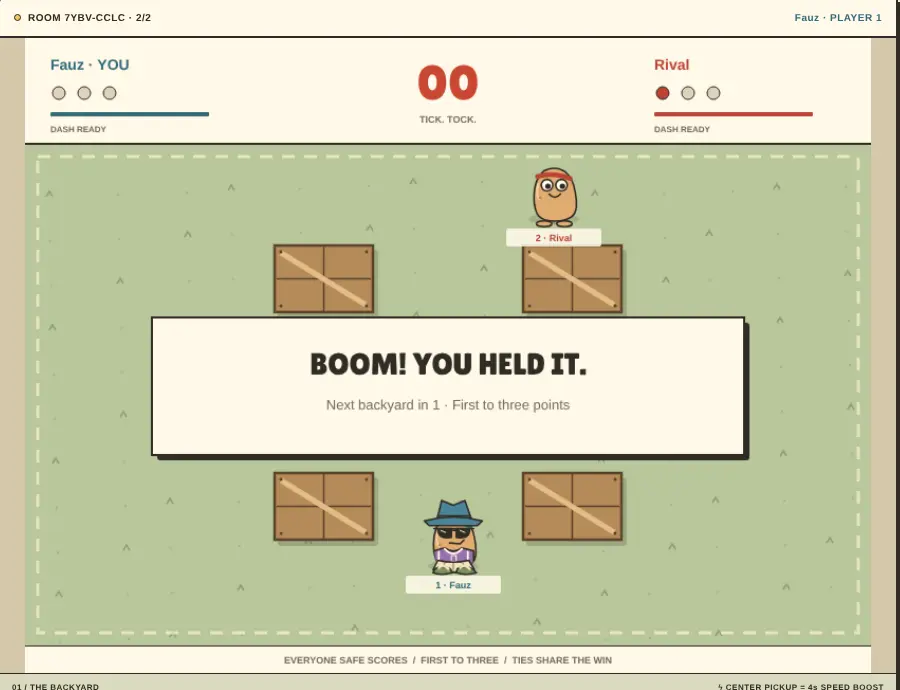 ROOM 7YBV-CCLC · 2/2
Fauz · PLAYER 1
Fauz · YOU
00
Rival
TICK. TOCK.
DASH READY
DASH READY
2 · Rival
BOOM! YOU HELD IT.
Next backyard in 1 · First to three points
1 · Fauz
EVERYONE SAFE SCORES / FIRST TO THREE / TIES SHARE THE WIN
01 / THE BACKYARD
ϟ CENTER PICKUP = 4s SPEED BOOST